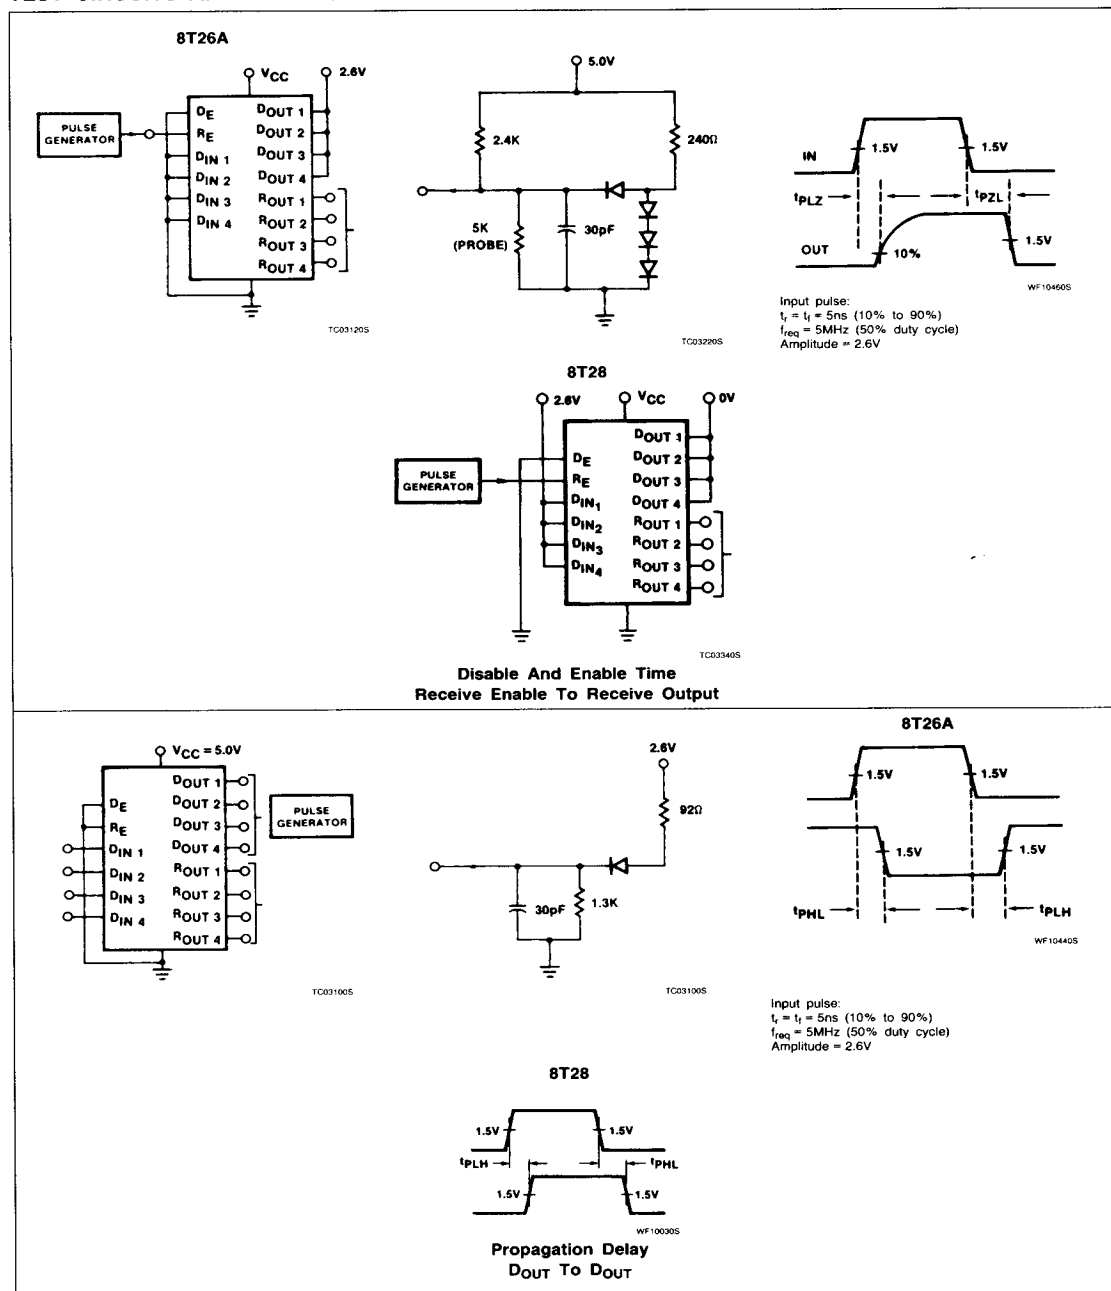 8T26A
VCC
2.6V
PULSE
GENERATOR
DE
RE
DIN 1
DIN 2
DIN 3
DIN 4
DOUT 1
DOUT 2
DOUT 3
DOUT 4
ROUT 1
ROUT 2
ROUT 3
ROUT 4
TC03120S
5.0V
2.4K
240Ω
5K
(PROBE)
30pF
TC03220S
IN
1.5V
1.5V
tPLZ
tPZL
OUT
10%
1.5V
WF10460S
Input pulse:
tr = tf = 5ns (10% to 90%)
freq = 5MHz (50% duty cycle)
Amplitude = 2.6V
8T28
2.6V
VCC
0V
PULSE
GENERATOR
DE
RE
DIN1
DIN2
DIN3
DIN4
DOUT 1
DOUT 2
DOUT 3
DOUT 4
ROUT 1
ROUT 2
ROUT 3
ROUT 4
TC03340S
Disable And Enable Time
Receive Enable To Receive Output
VCC = 5.0V
DE
RE
DIN 1
DIN 2
DIN 3
DIN 4
DOUT 1
DOUT 2
DOUT 3
DOUT 4
ROUT 1
ROUT 2
ROUT 3
ROUT 4
PULSE
GENERATOR
TC03100S
2.6V
92Ω
30pF
1.3K
TC03100S
8T26A
1.5V
1.5V
1.5V
1.5V
tPHL
tPLH
WF10440S
Input pulse:
tr = tf = 5ns (10% to 90%)
freq = 5MHz (50% duty cycle)
Amplitude = 2.6V
8T28
1.5V
1.5V
tPLH
tPHL
1.5V
1.5V
WF10030S
Propagation Delay
DOUT To DOUT